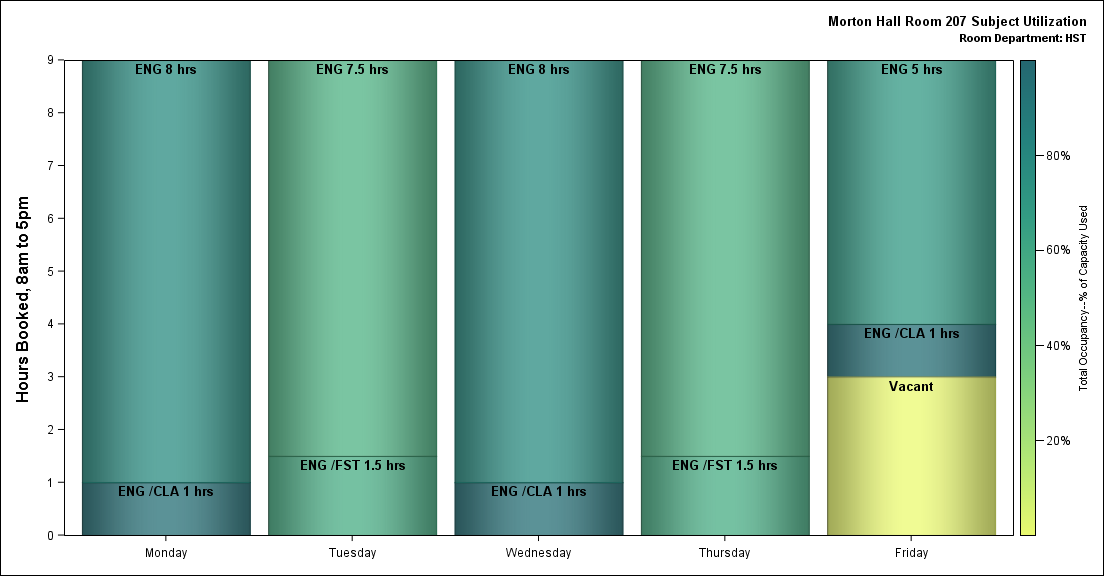 Morton Hall Room 207 Subject Utilization
Room Department: HST
Hours Booked, 8am to 5pm
9
8
7
6
5
4
3
2
1
0
ENG 8 hrs
ENG /CLA 1 hrs
ENG 7.5 hrs
ENG /FST 1.5 hrs
ENG 8 hrs
ENG /CLA 1 hrs
ENG 7.5 hrs
ENG /FST 1.5 hrs
ENG 5 hrs
ENG /CLA 1 hrs
Vacant
Monday
Tuesday
Wednesday
Thursday
Friday
80%
60%
40%
20%
Total Occupancy--% of Capacity Used